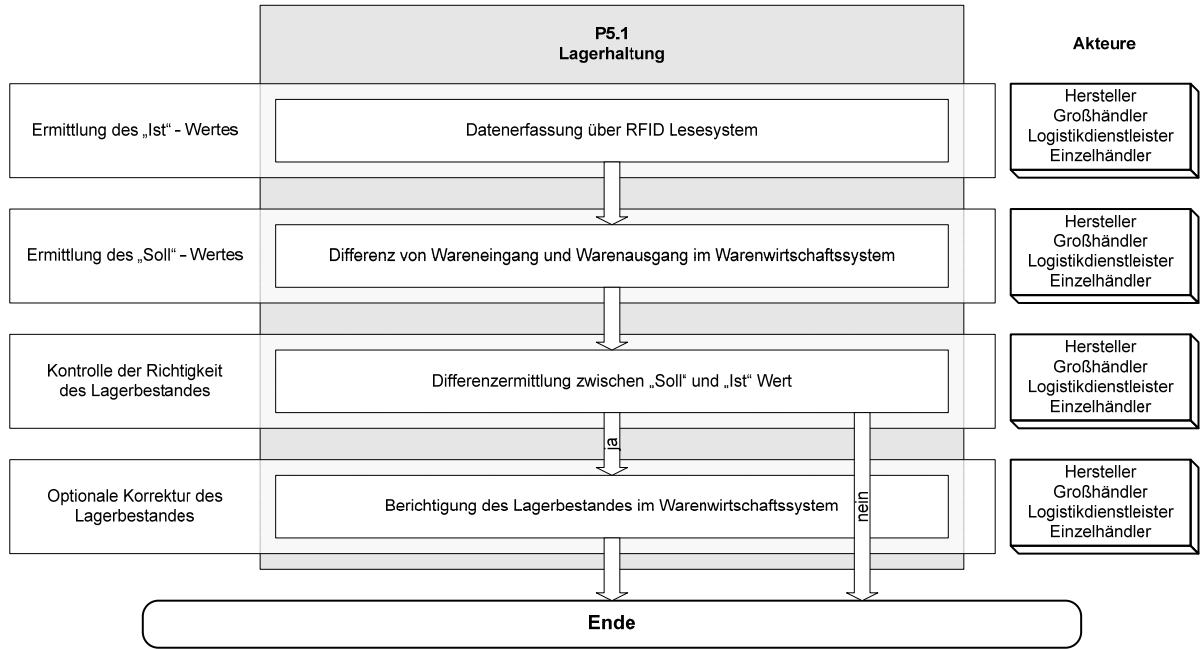 P5.1
Lagerhaltung
Akteure
Ermittlung des „Ist“ - Wertes
Datenerfassung über RFID Lesesystem
Hersteller
Großhändler
Logistikdienstleister
Einzelhändler
Ermittlung des „Soll“ - Wertes
Differenz von Wareneingang und Warenausgang im Warenwirtschaftssystem
Hersteller
Großhändler
Logistikdienstleister
Einzelhändler
Kontrolle der Richtigkeit
des Lagerbestandes
Differenzermittlung zwischen „Soll“ und „Ist“ Wert
Hersteller
Großhändler
Logistikdienstleister
Einzelhändler
ja
nein
Optionale Korrektur des
Lagerbestandes
Berichtigung des Lagerbestandes im Warenwirtschaftssystem
Hersteller
Großhändler
Logistikdienstleister
Einzelhändler
Ende